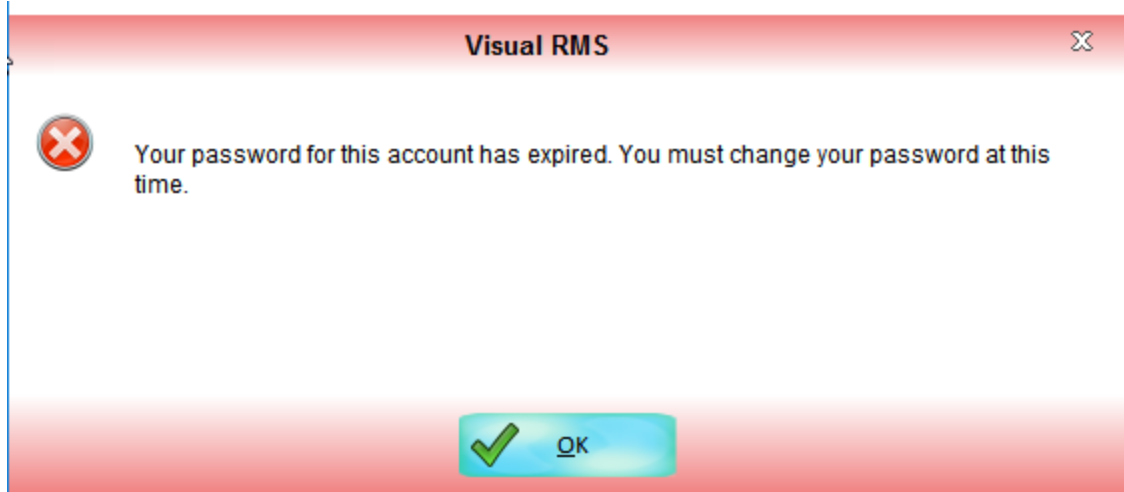 Visual RMS
Your password for this account has expired. You must change your password at this
time.
OK